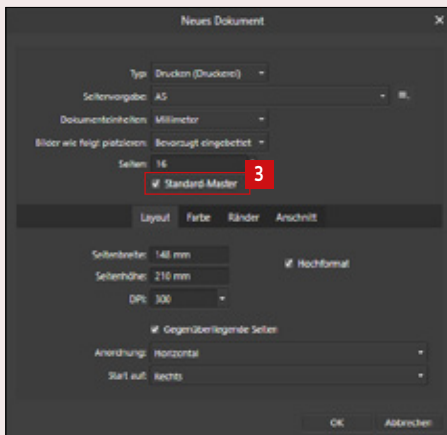 Neues Dokument ×
Typ: Drucken (Druckerei)
Seitenvorgabe: A5
Dokumenteinheiten: Millimeter
Bilder wie folgt platzieren: Bevorzugt eingebettet
Seiten: 16
Standard-Master 3
Layout Farbe Ränder Anschnitt
Seitenbreite: 148 mm
Hochformat
Seitenhöhe: 210 mm
DPI: 300
Gegenüberliegende Seiten
Anordnung: Horizontal
Start auf: Rechts
OK Abbrechen